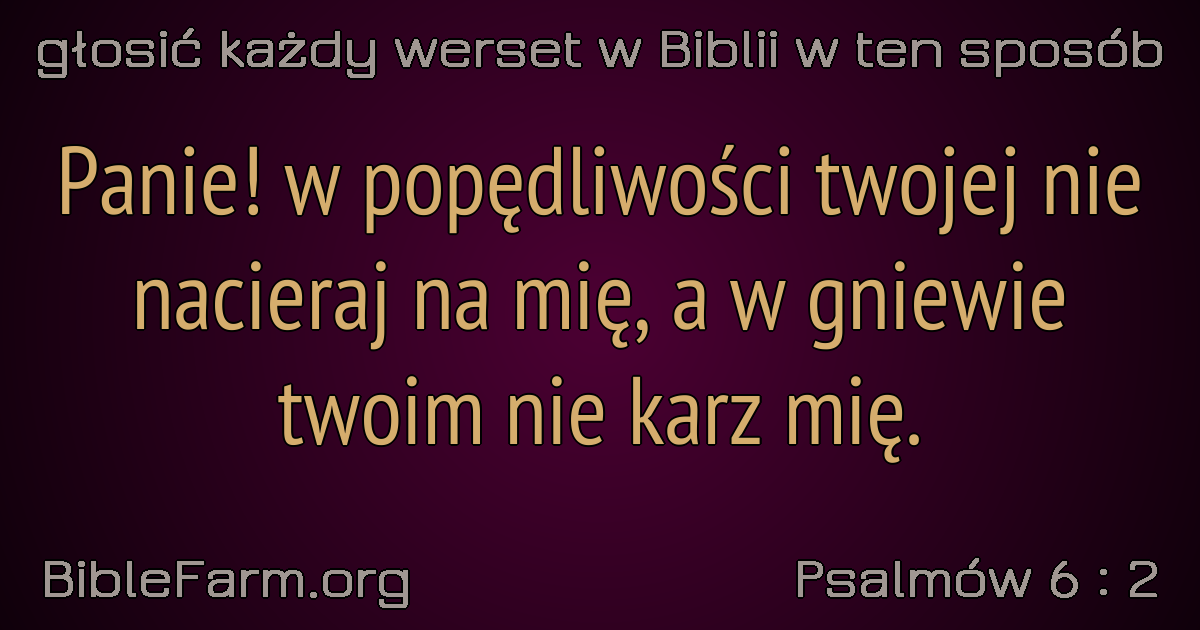 głosić każdy werset w Biblii w ten sposób
Panie! w popędliwości twojej nie
nacieraj na mię, a w gniewie
twoim nie karz mię.
BibleFarm.org
Psalmów 6 : 2